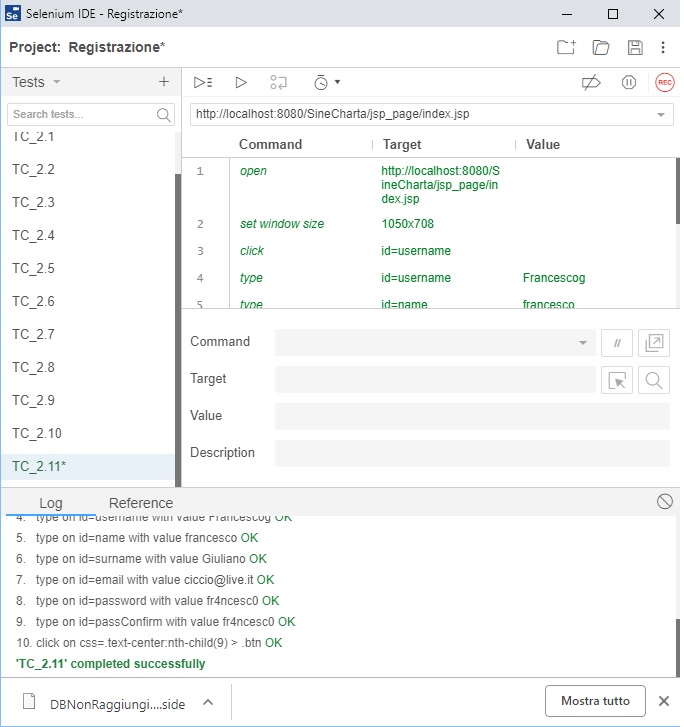 Selenium IDE - Registrazione*
Project: Registrazione*
Tests
Search tests...
TC_2.1
TC_2.2
TC_2.3
TC_2.4
TC_2.5
TC_2.6
TC_2.7
TC_2.8
TC_2.9
TC_2.10
TC_2.11*
REC
http://localhost:8080/SineCharta/jsp_page/index.jsp
Command Target Value
1 open http://localhost:8080/S
ineCharta/jsp_page/in
dex.jsp
2 set window size 1050x708
3 click id=username
4 type id=username Francescog
5 type id=name francesco
Command
//
Target
Value
Description
Log Reference
4. type on id=username with value Francescog OK
5. type on id=name with value francesco OK
6. type on id=surname with value Giuliano OK
7. type on id=email with value ciccio@live.it OK
8. type on id=password with value fr4ncesc0 OK
9. type on id=passConfirm with value fr4ncesc0 OK
10. click on css=.text-center:nth-child(9) > .btn OK
'TC_2.11' completed successfully
DBNonRaggiungi....side
Mostra tutto